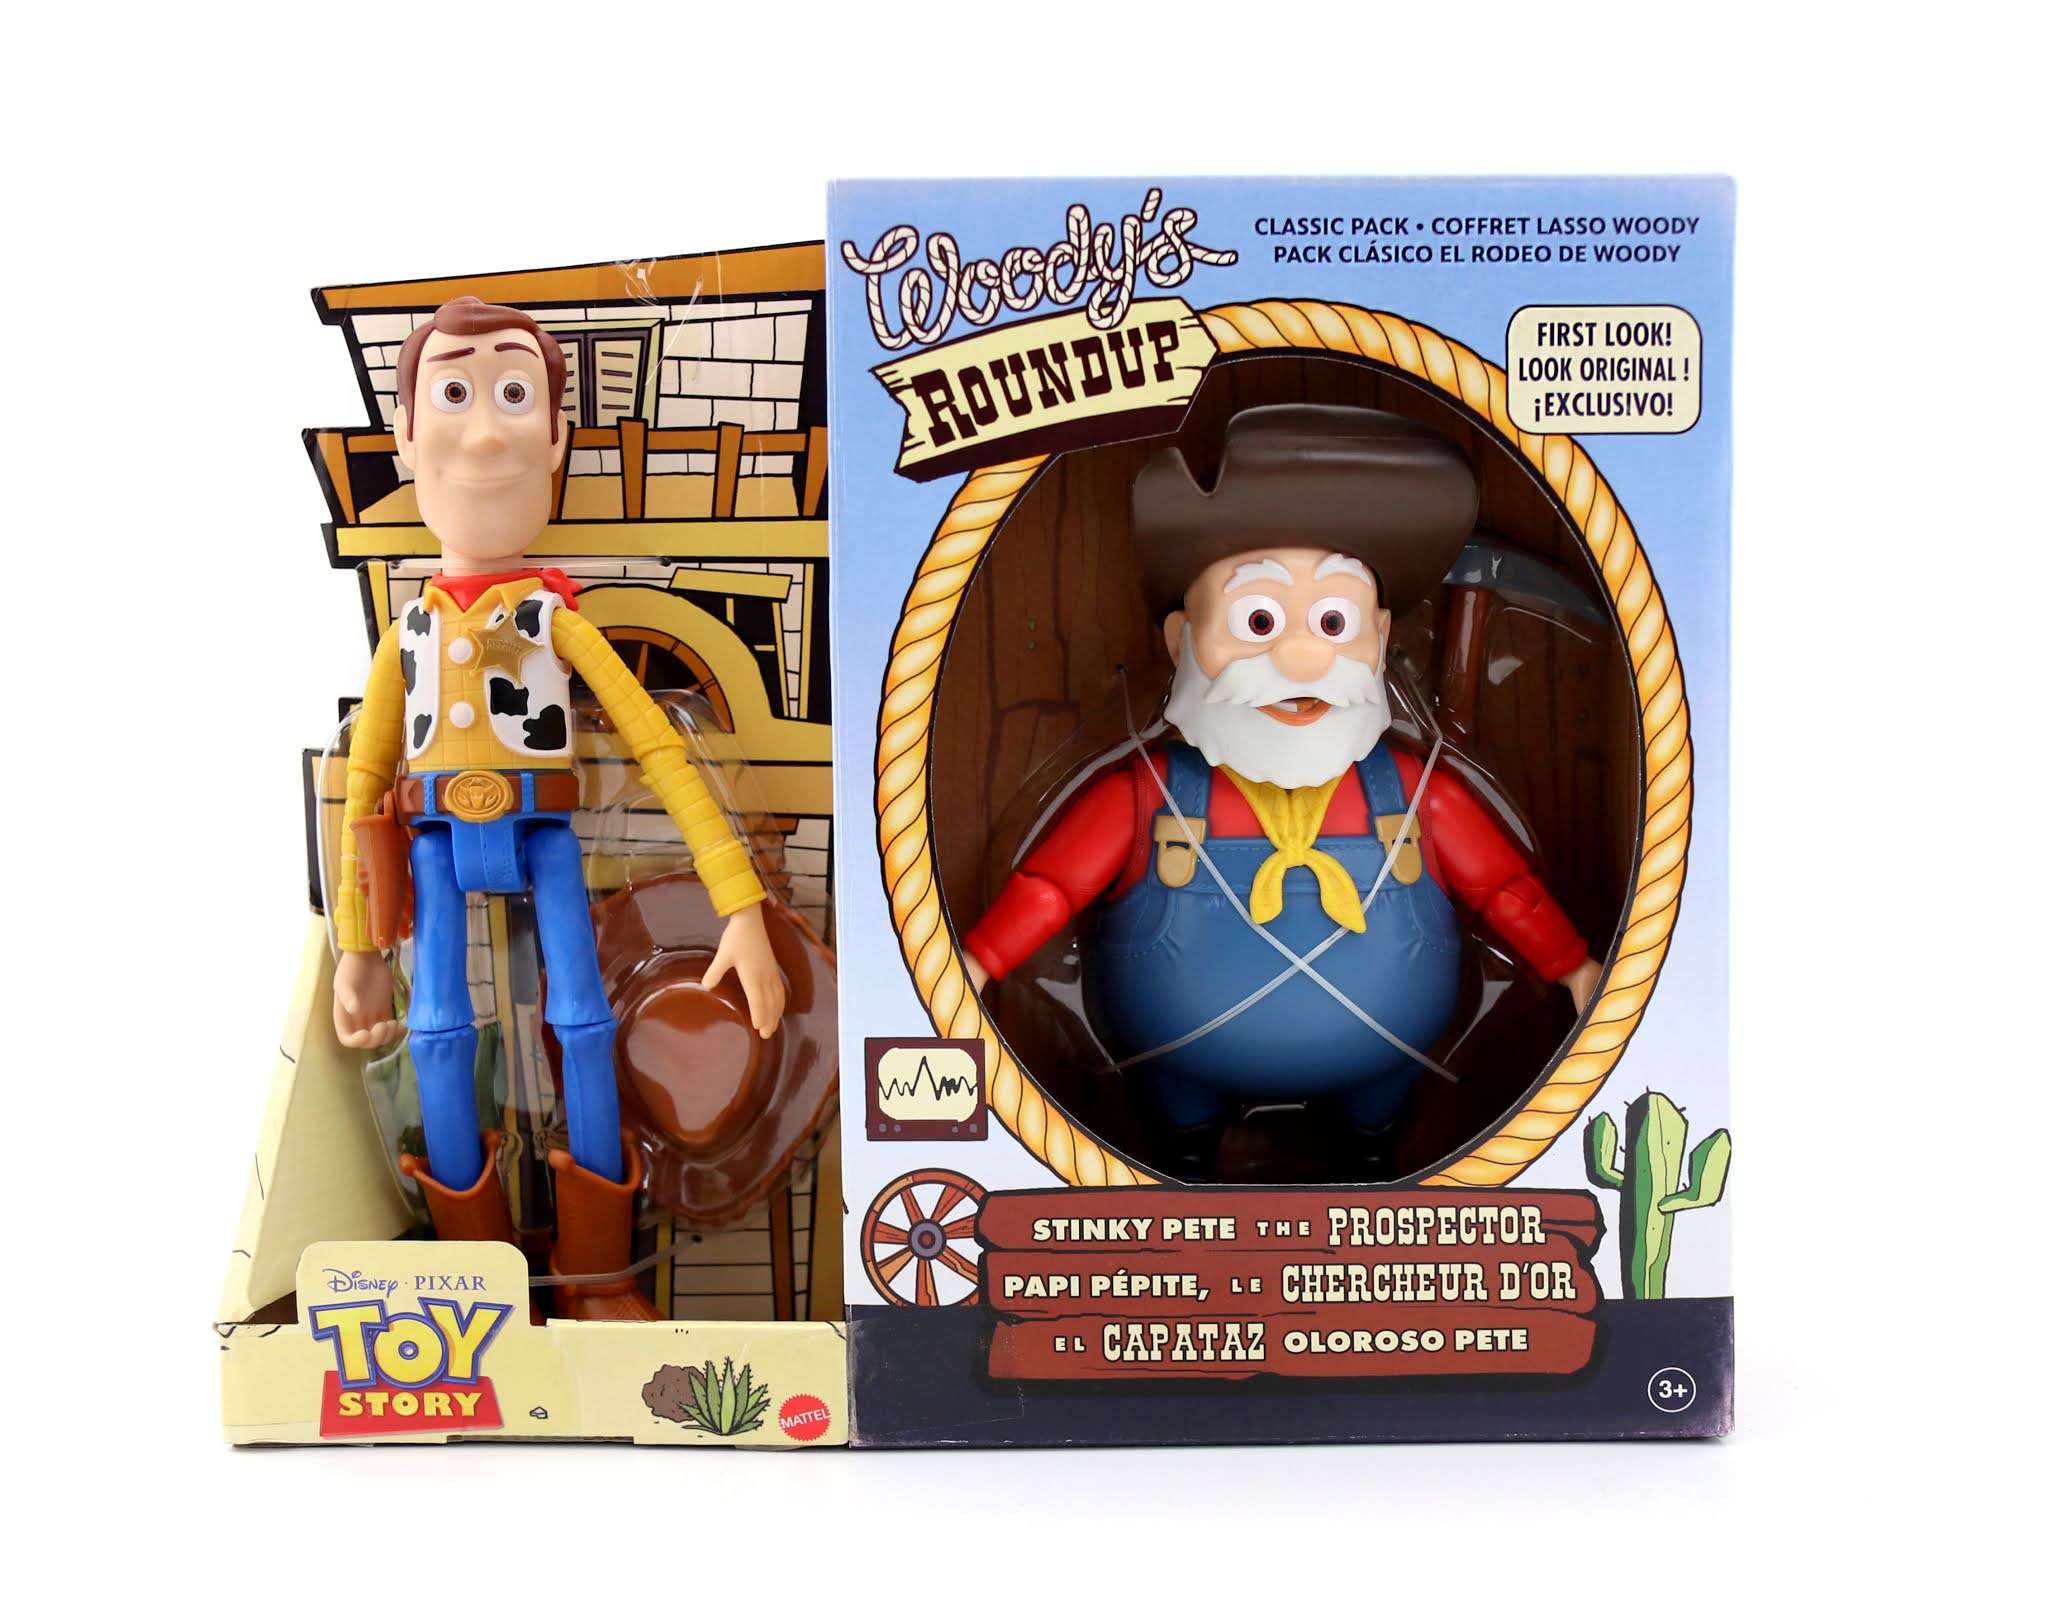 Disney · PIXAR
TOY
STORY
MATTEL
Woody's
ROUNDUP
CLASSIC PACK • COFFRET LASSO WOODY
PACK CLÁSICO EL RODEO DE WOODY
FIRST LOOK!
LOOK ORIGINAL !
¡EXCLUSIVO!
STINKY PETE THE PROSPECTOR
PAPI PÉPITE, LE CHERCHEUR D'OR
EL CAPATAZ OLOROSO PETE
3+